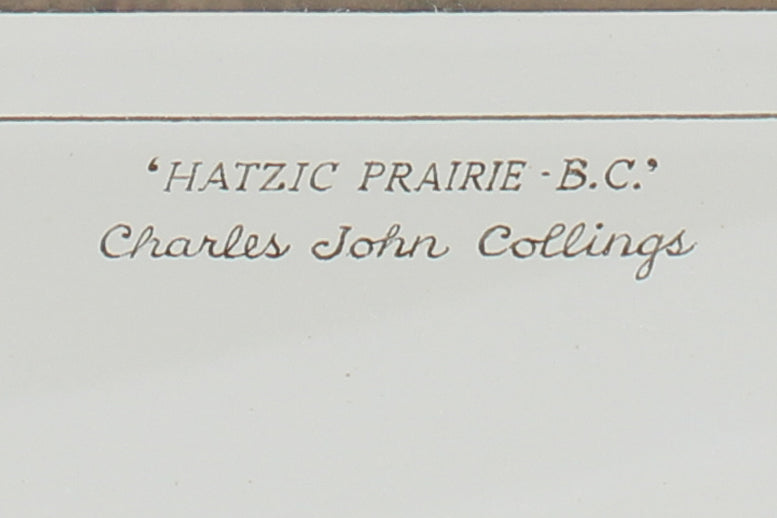 ‘HATZIC PRAIRIE - B.C.’
Charles John Collings